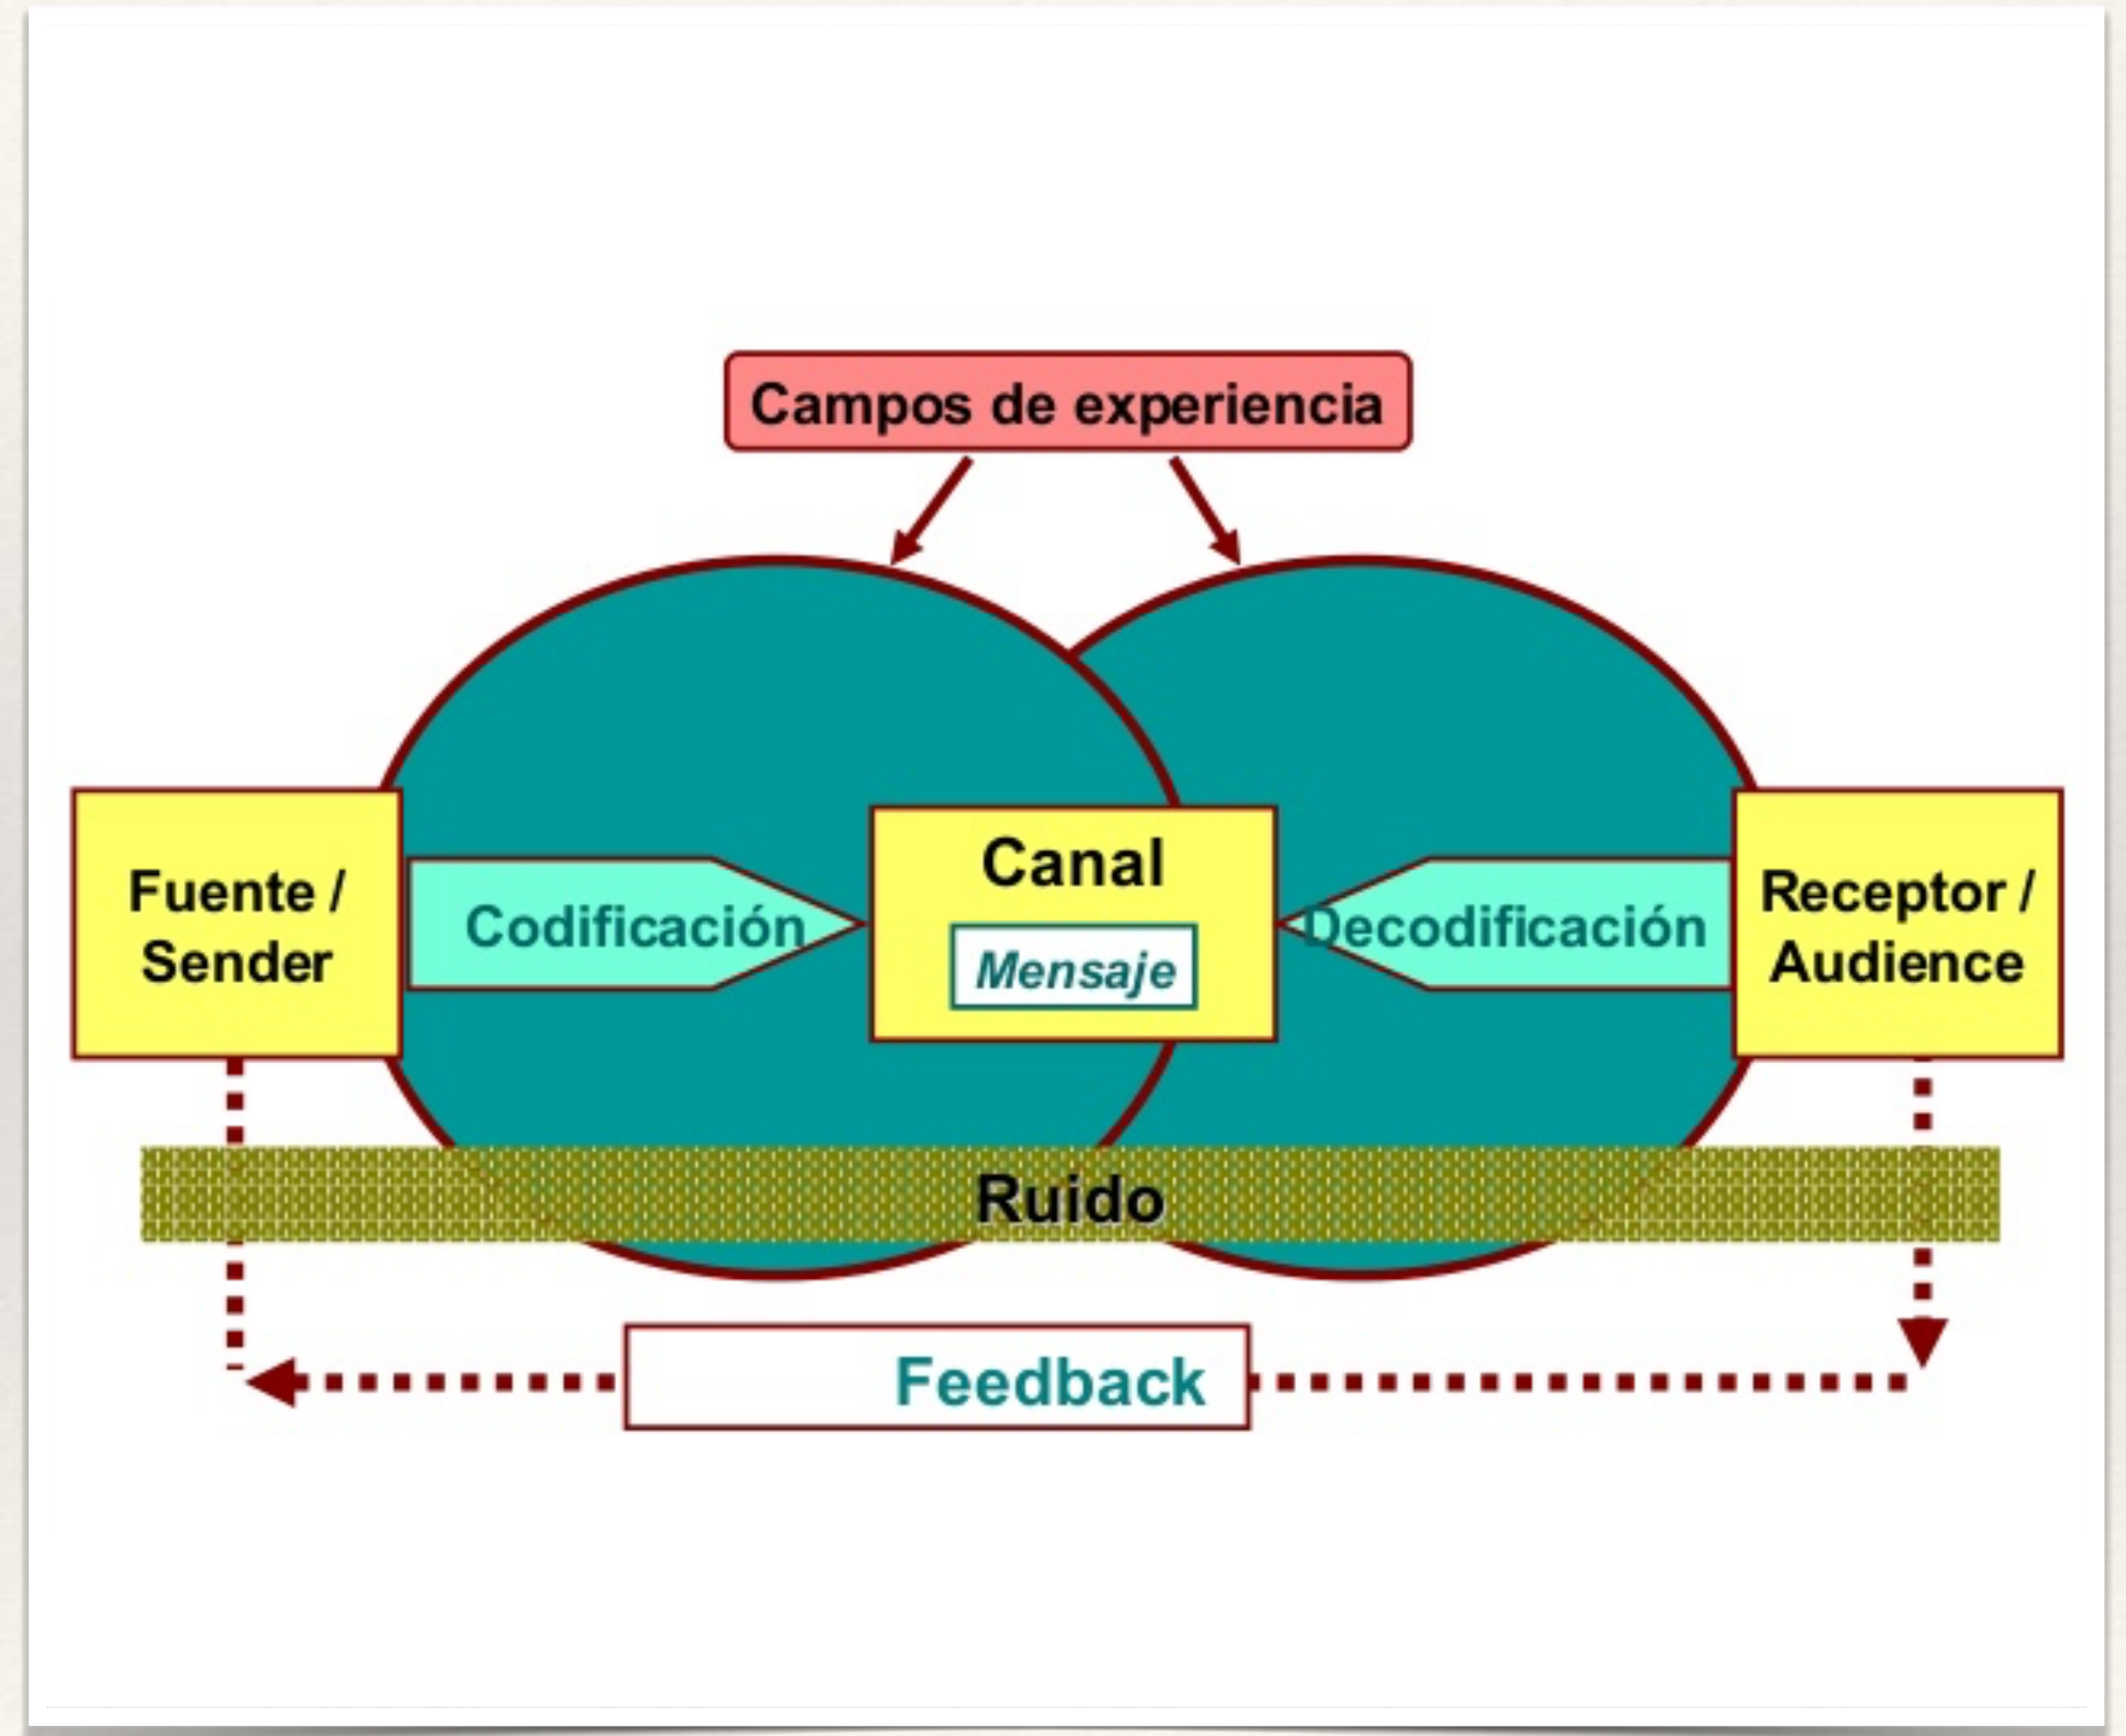 Campos de experiencia
Fuente /
Sender
Codificación
Canal
Mensaje
Decodificación
Receptor /
Audience
Ruido
Feedback